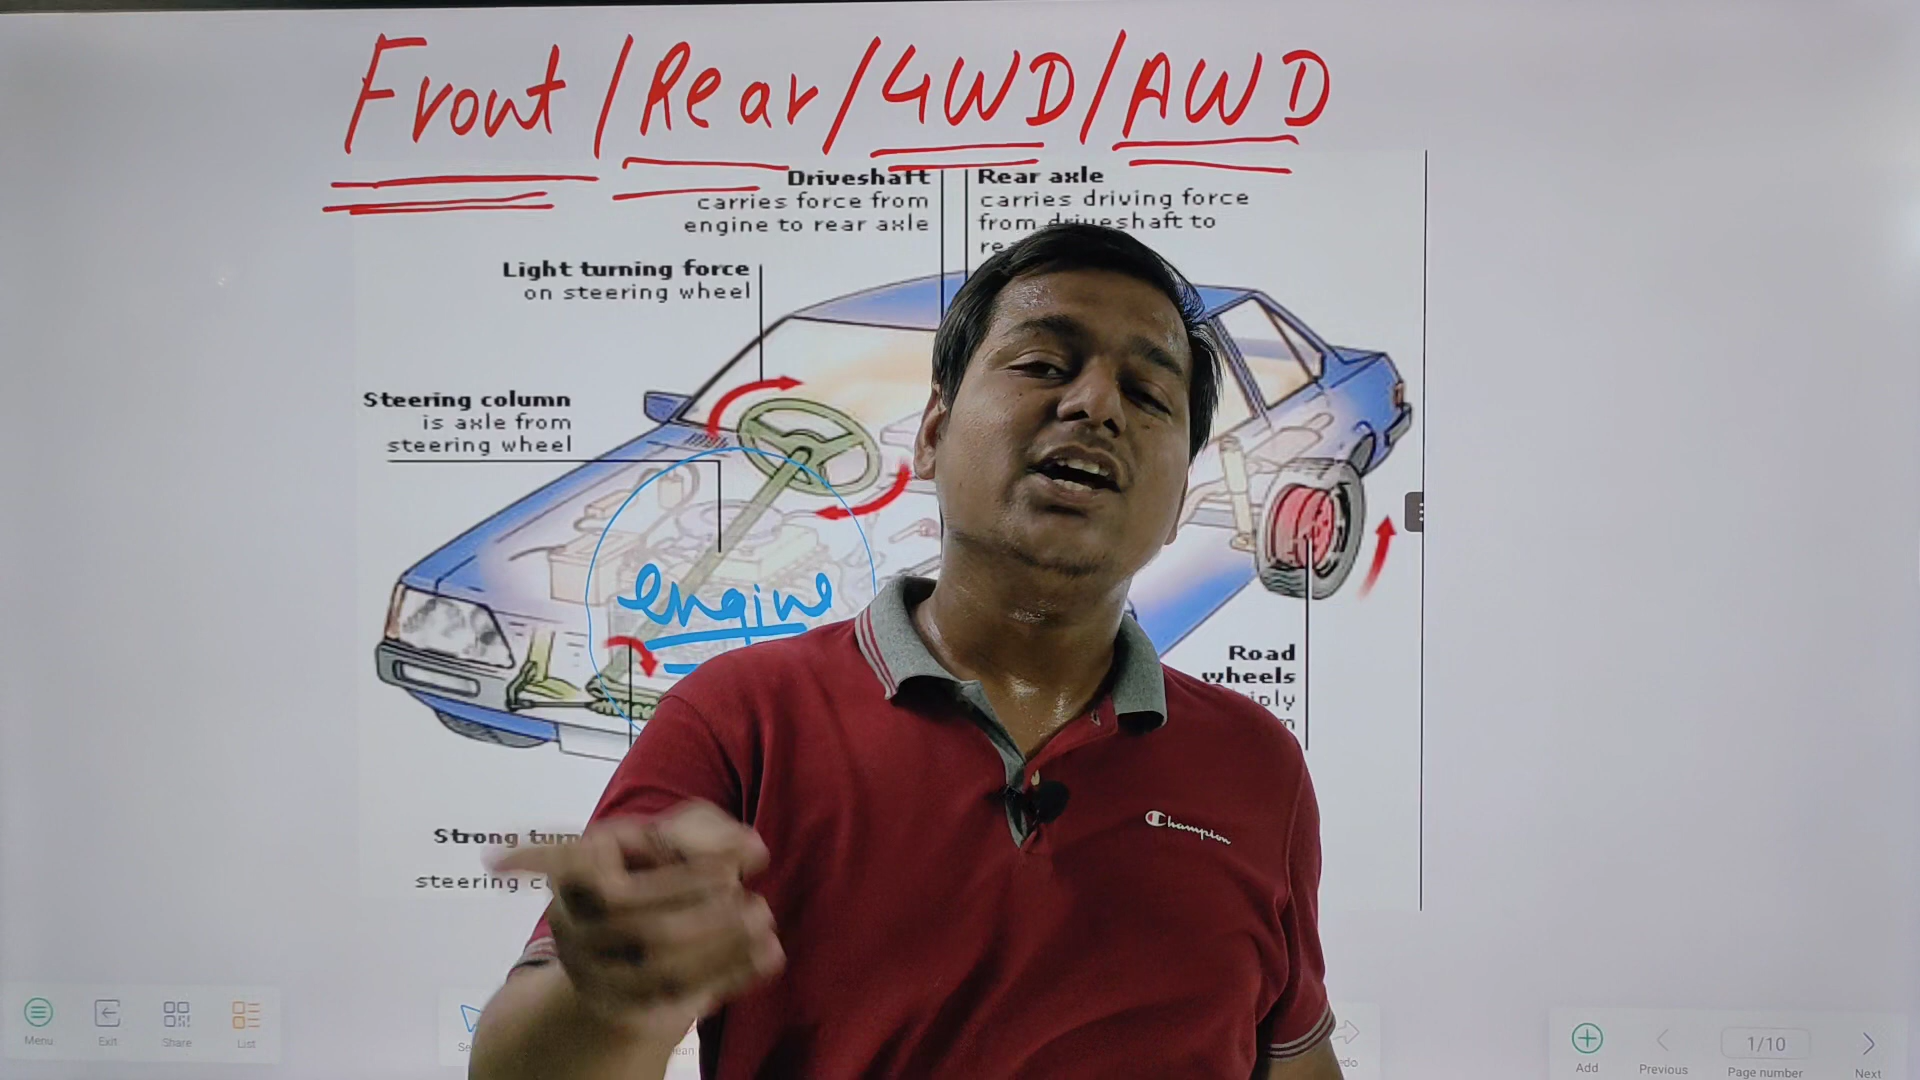 Front/Rear/4WD/AWD
Driveshaft
carries force from
engine to rear axle
Rear axle
carries driving force
from driveshaft to
Light turning force
on steering wheel
Steering column
is axle from
steering wheel
engine
Road
wheels
Strong
steering
Champion
Menu
Exit
Share
List
Add
Previous
1/10
Page number
Next